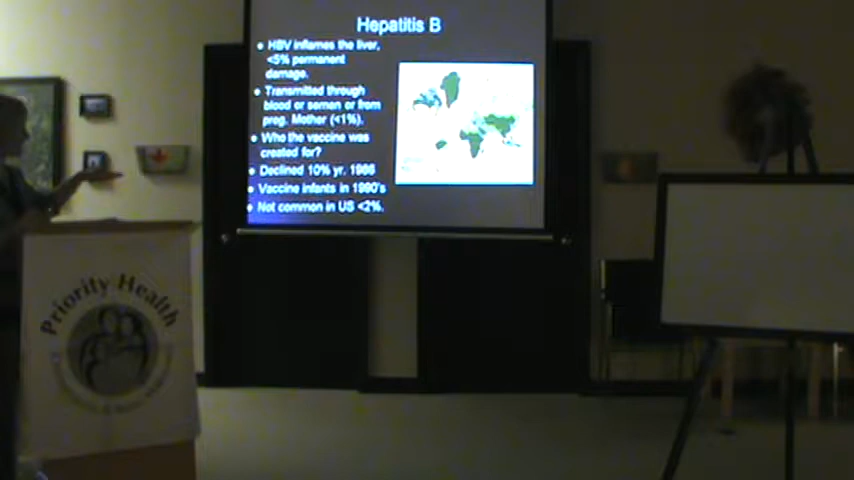 Hepatitis B
• HBV inflames the liver,
<5% permanent
damage.
• Transmitted through
blood or semen or from
preg. Mother (<1%).
• Who the vaccine was
created for?
• Declined 10% yr. 1986
• Vaccine infants in 1990's
• Not common in US <2%.
Priority Health